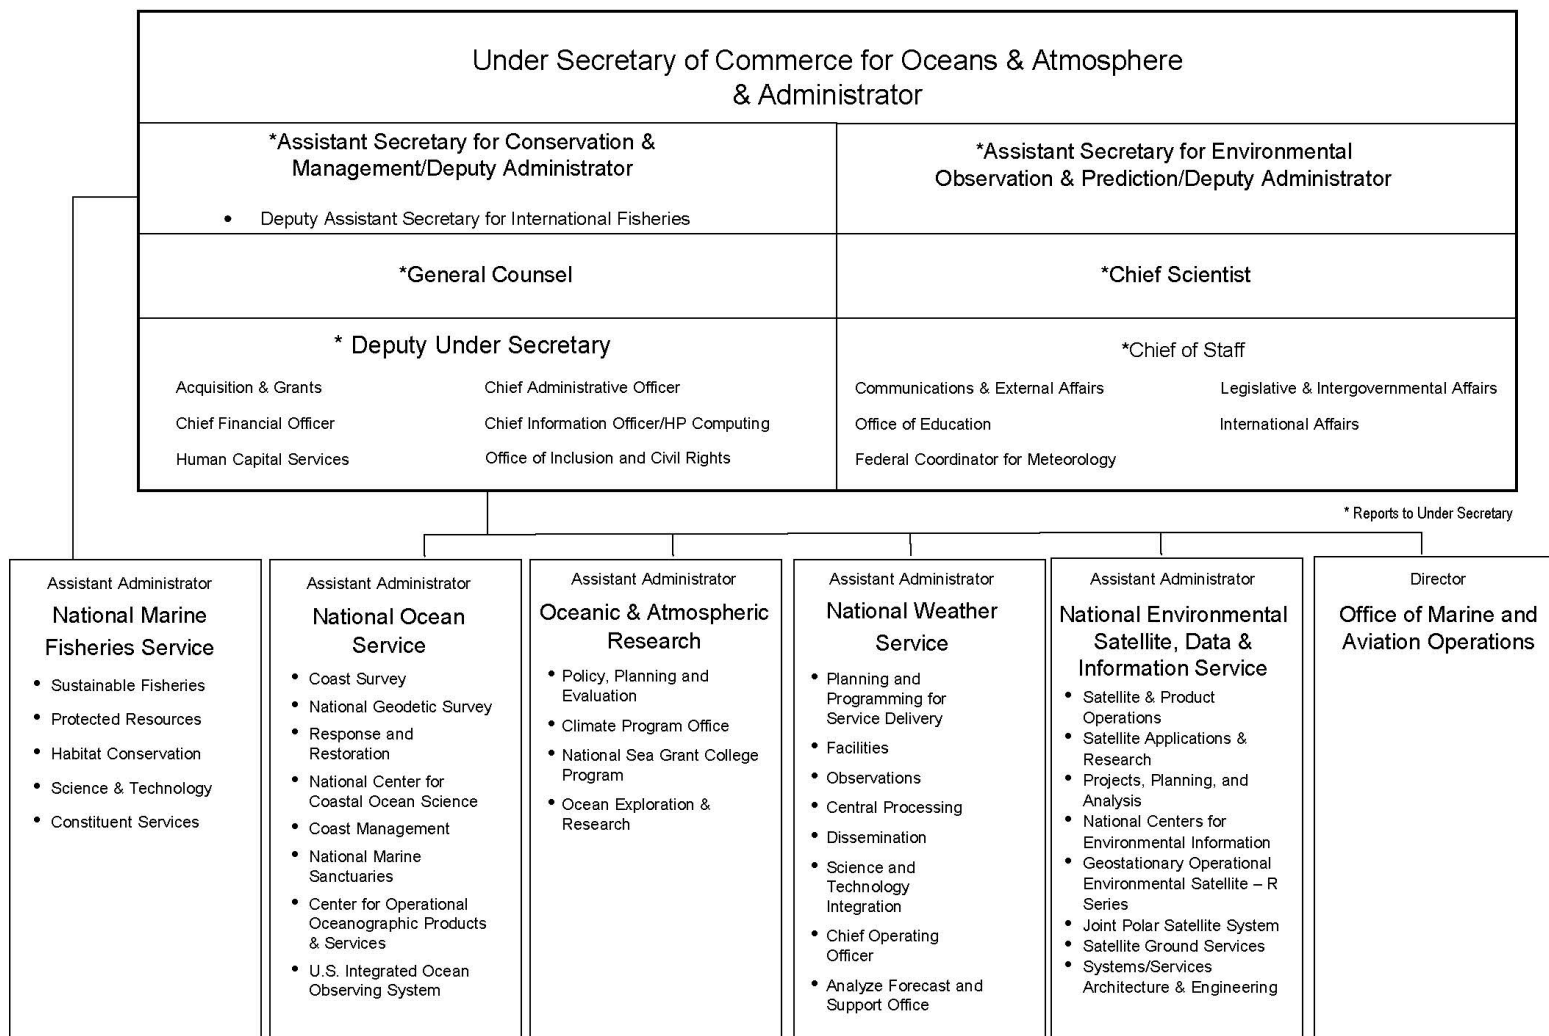 Under Secretary of Commerce for Oceans & Atmosphere
& Administrator
*Assistant Secretary for Conservation &
Management/Deputy Administrator
• Deputy Assistant Secretary for International Fisheries
*Assistant Secretary for Environmental
Observation & Prediction/Deputy Administrator
*General Counsel
*Chief Scientist
* Deputy Under Secretary
Acquisition & Grants
Chief Administrative Officer
Chief Financial Officer
Chief Information Officer/HP Computing
Human Capital Services
Office of Inclusion and Civil Rights
*Chief of Staff
Communications & External Affairs
Legislative & Intergovernmental Affairs
Office of Education
International Affairs
Federal Coordinator for Meteorology
* Reports to Under Secretary
Assistant Administrator
National Marine
Fisheries Service
• Sustainable Fisheries
• Protected Resources
• Habitat Conservation
• Science & Technology
• Constituent Services
Assistant Administrator
National Ocean
Service
• Coast Survey
• National Geodetic Survey
• Response and
Restoration
• National Center for
Coastal Ocean Science
• Coast Management
• National Marine
Sanctuaries
• Center for Operational
Oceanographic Products
& Services
• U.S. Integrated Ocean
Observing System
Assistant Administrator
Oceanic & Atmospheric
Research
• Policy, Planning and
Evaluation
• Climate Program Office
• National Sea Grant College
Program
• Ocean Exploration &
Research
Assistant Administrator
National Weather
Service
• Planning and
Programming for
Service Delivery
• Facilities
• Observations
• Central Processing
• Dissemination
• Science and
Technology
Integration
• Chief Operating
Officer
• Analyze Forecast and
Support Office
Assistant Administrator
National Environmental
Satellite, Data &
Information Service
• Satellite & Product
Operations
• Satellite Applications &
Research
• Projects, Planning, and
Analysis
• National Centers for
Environmental Information
• Geostationary Operational
Environmental Satellite – R
Series
• Joint Polar Satellite System
• Satellite Ground Services
• Systems/Services
Architecture & Engineering
Director
Office of Marine and
Aviation Operations